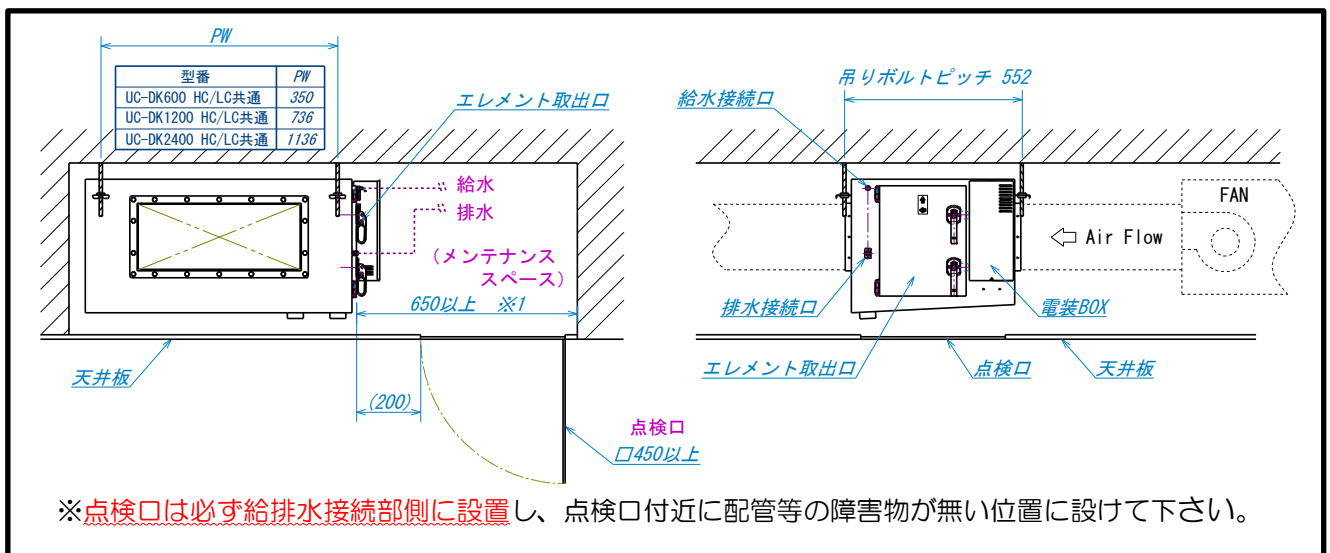 PW
型番 PW
UC-DK600 HC/LC共通 350
UC-DK1200 HC/LC共通 736
UC-DK2400 HC/LC共通 1136
エレメント取出口
給水
排水
(メンテナンス
スペース)
650以上 ※1
天井板
(200)
点検口
口450以上
吊りボルトピッチ 552
給水接続口
FAN
Air Flow
排水接続口
電装BOX
エレメント取出口
点検口
天井板
※点検口は必ず給排水接続部側に設置し、点検口付近に配管等の障害物が無い位置に設けて下さい。